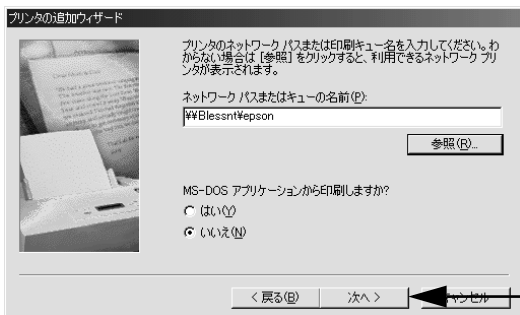 プリンタの追加ウィザード
プリンタのネットワーク パスまたは印刷キュー名を入力してください。わ
からない場合は [参照] をクリックすると、利用できるネットワーク プリ
ンタが表示されます。
ネットワーク パスまたはキューの名前(P):
¥¥Blessnt¥epson
参照(R)...
MS-DOS アプリケーションから印刷しますか?
はい(Y)
いいえ(N)
< 戻る(B) 次へ > キャンセル